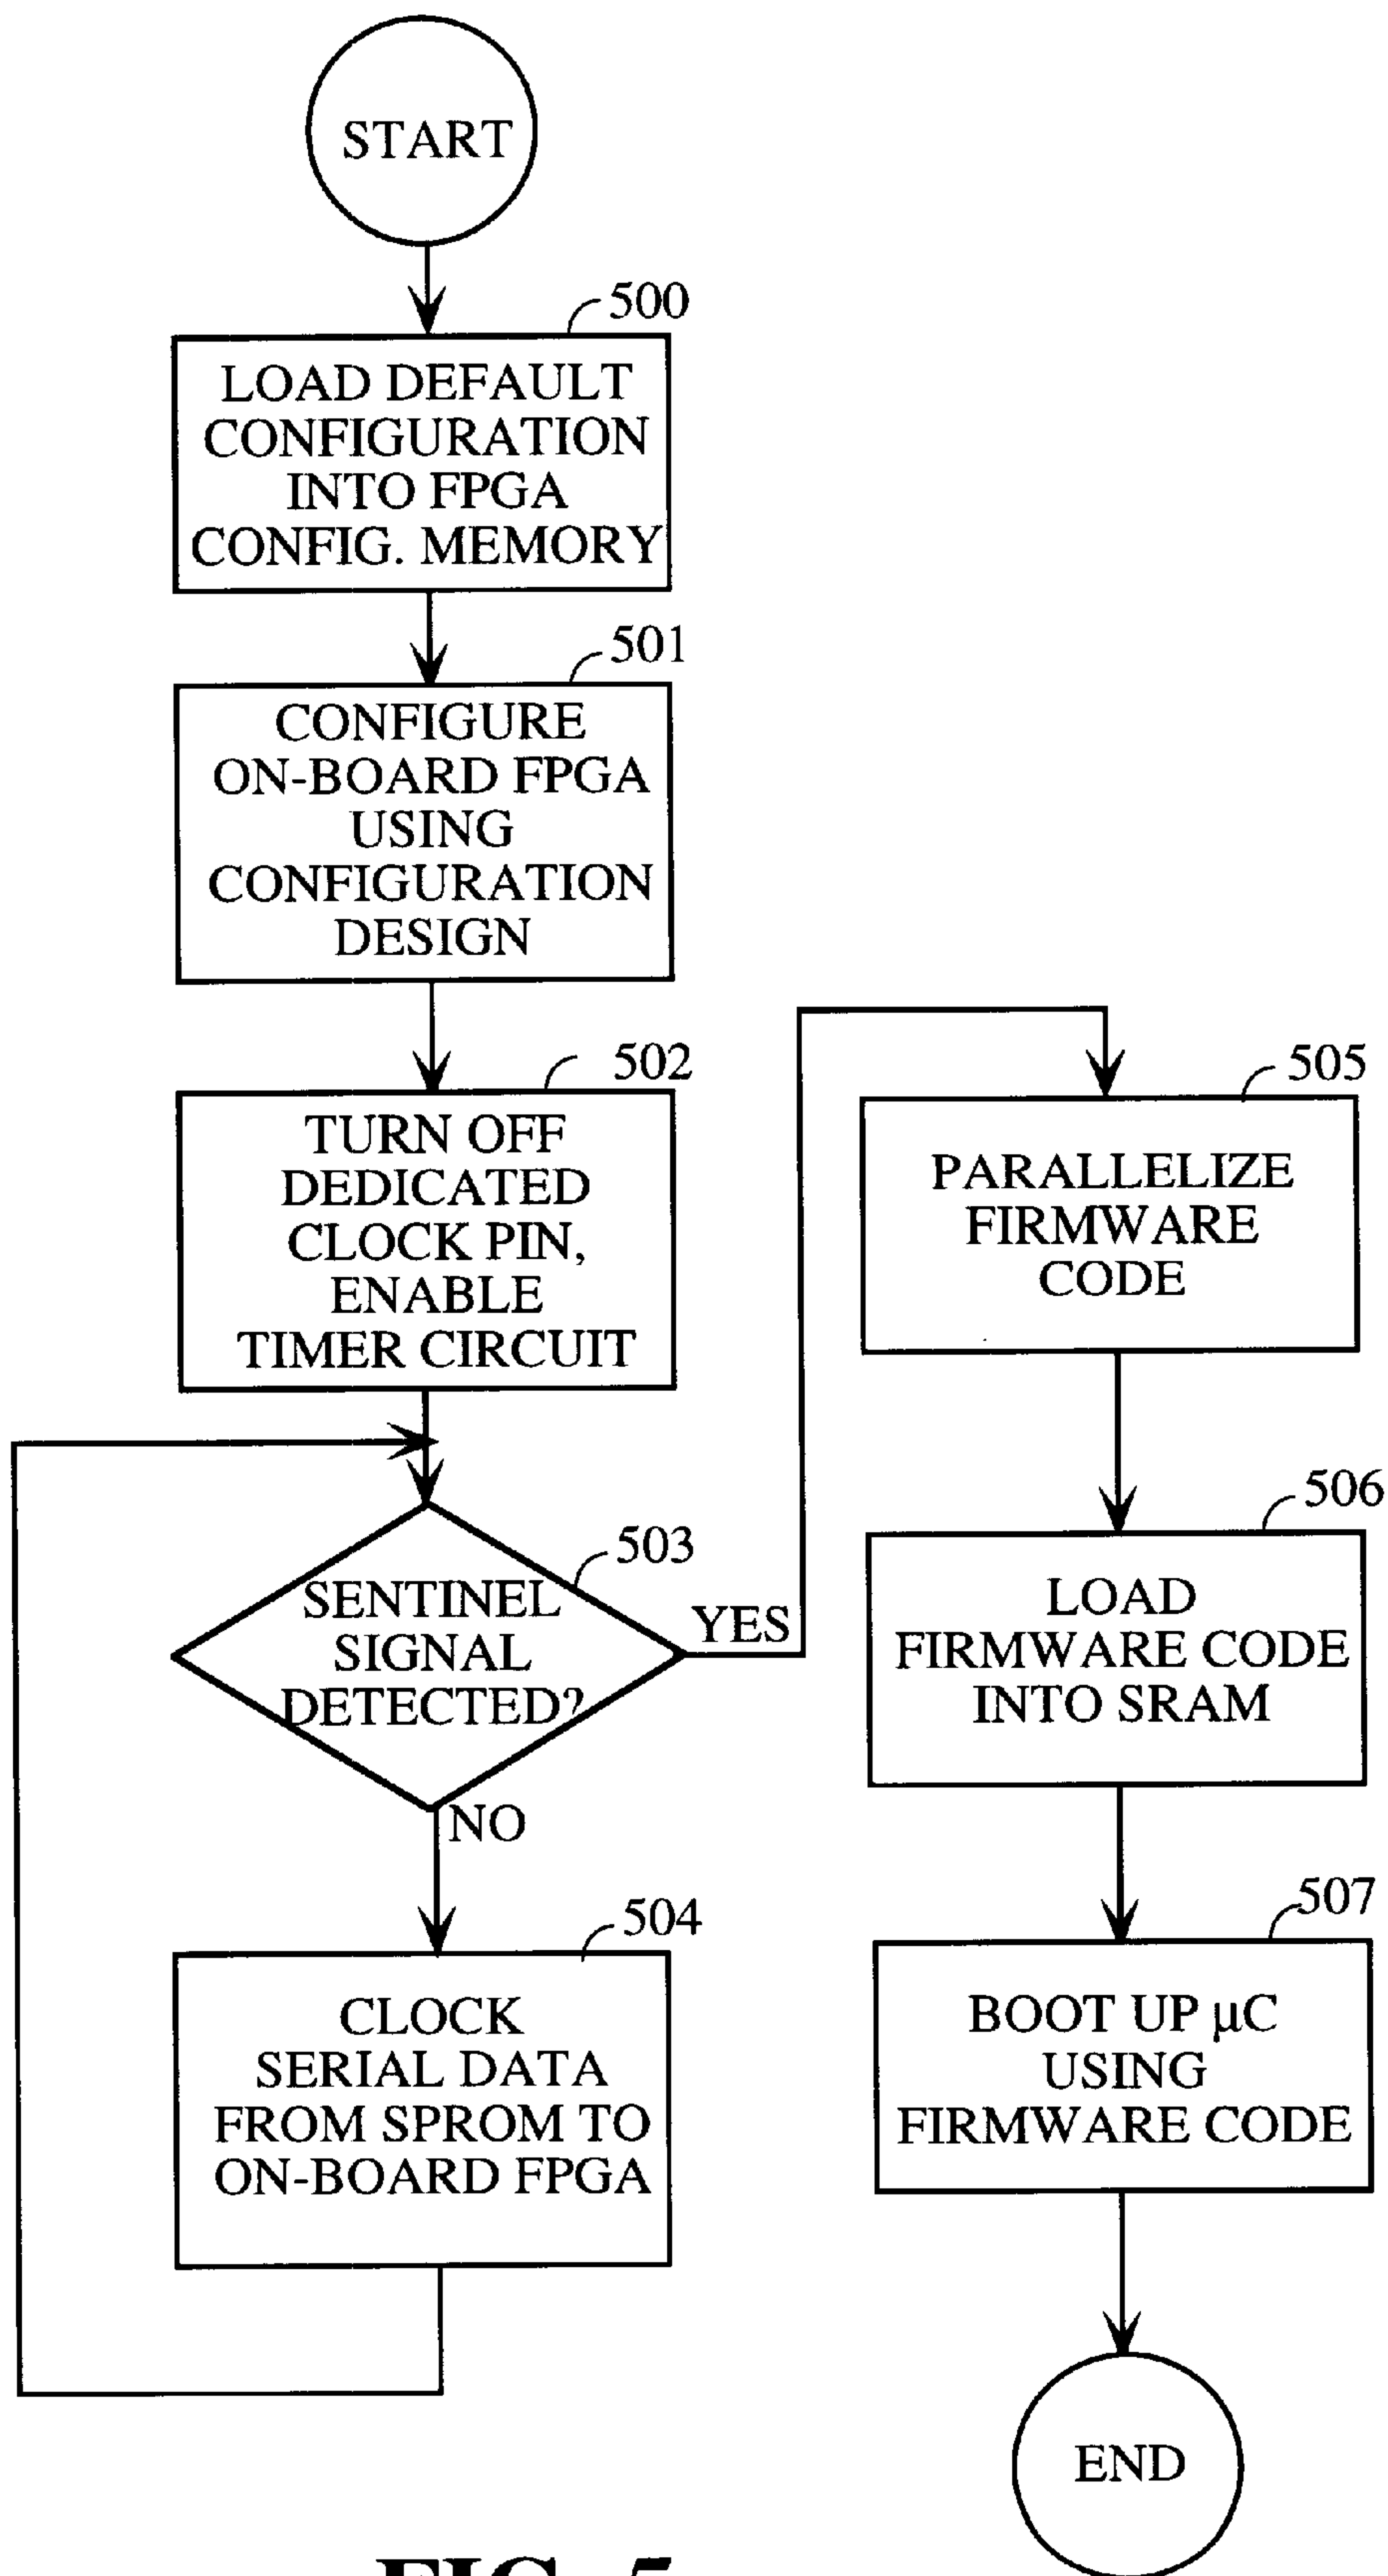 START
500
LOAD DEFAULT
CONFIGURATION
INTO FPGA
CONFIG. MEMORY
501
CONFIGURE
ON-BOARD FPGA
USING
CONFIGURATION
DESIGN
502
TURN OFF
DEDICATED
CLOCK PIN,
ENABLE
TIMER CIRCUIT
503
SENTINEL
SIGNAL
DETECTED?
YES
NO
504
CLOCK
SERIAL DATA
FROM SPROM TO
ON-BOARD FPGA
505
PARALLELIZE
FIRMWARE
CODE
506
LOAD
FIRMWARE CODE
INTO SRAM
507
BOOT UP µC
USING
FIRMWARE CODE
END
FIG. 5